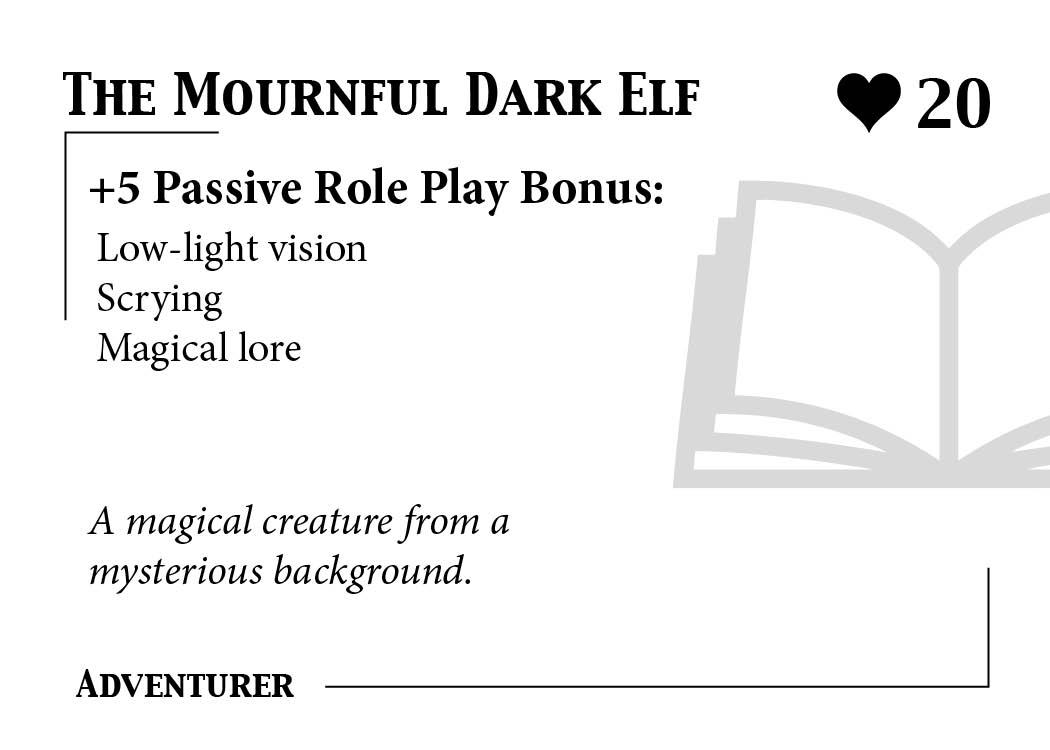 The Mournful Dark Elf
20
+5 Passive Role Play Bonus:
Low-light vision
Scrying
Magical lore
A magical creature from a
mysterious background.
Adventurer